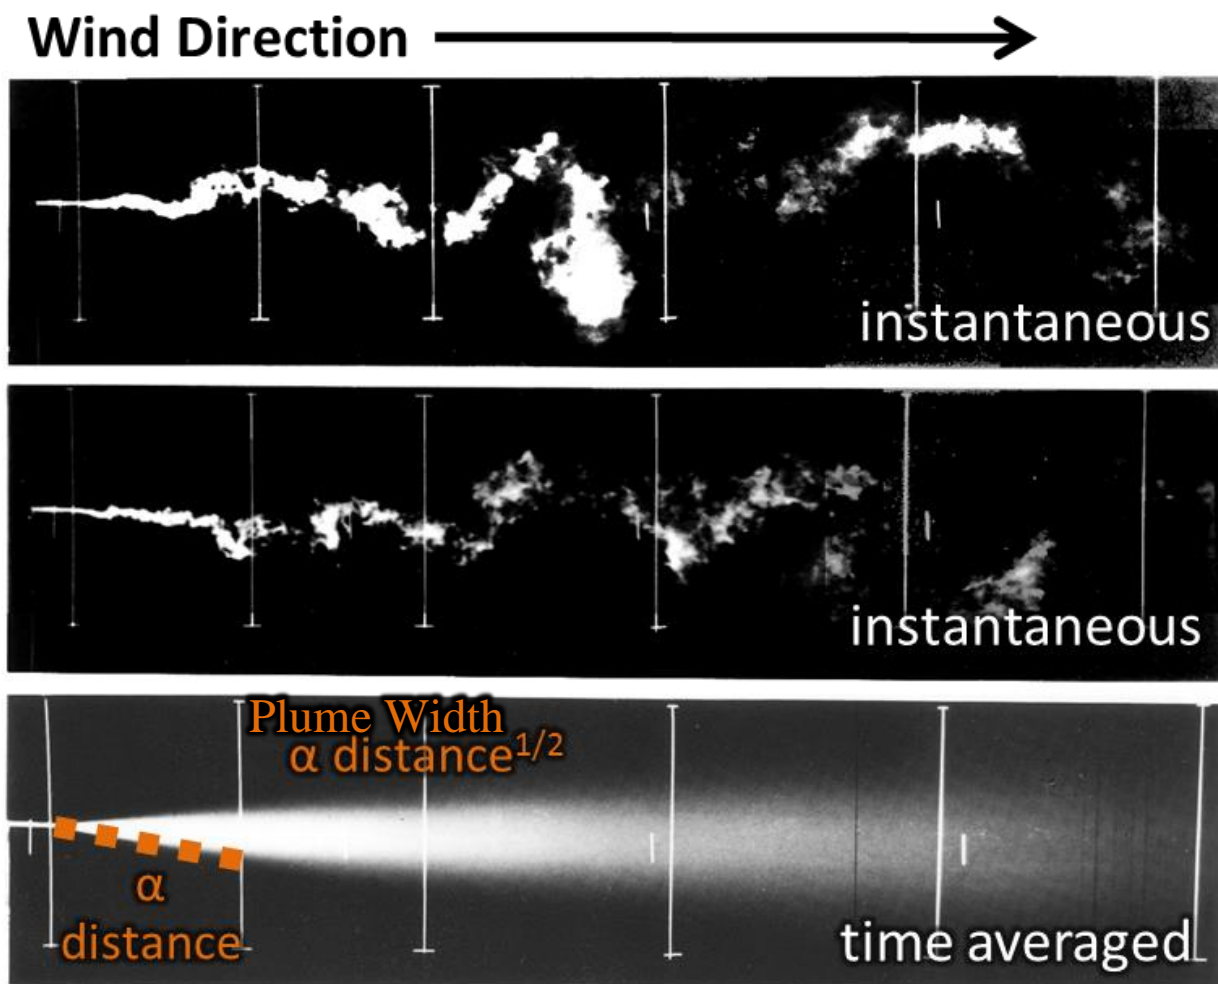 Wind Direction
instantaneous
instantaneous
Plume Width
α distance¹/²
α
distance
time averaged